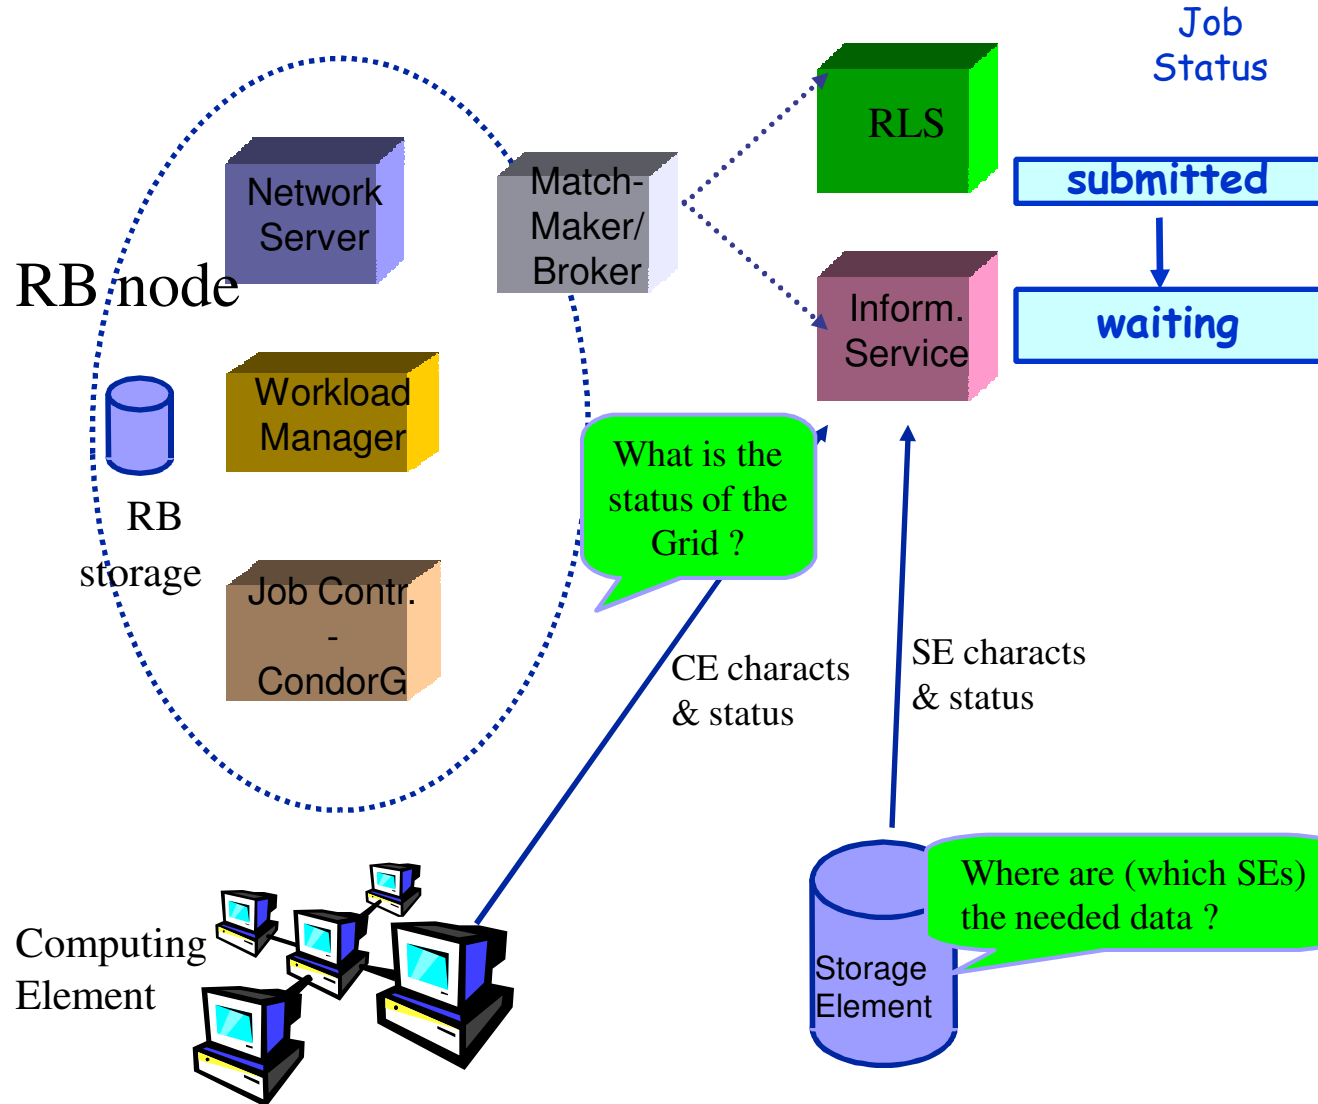 Job
Status
RLS
submitted
Network
Server
Match-
Maker/
Broker
RB node
Inform.
Service
waiting
Workload
Manager
What is the
status of the
Grid ?
RB
storage
Job Contr.
-
CondorG
CE characts
& status
SE characts
& status
Where are (which SEs)
the needed data ?
Computing
Element
Storage
Element